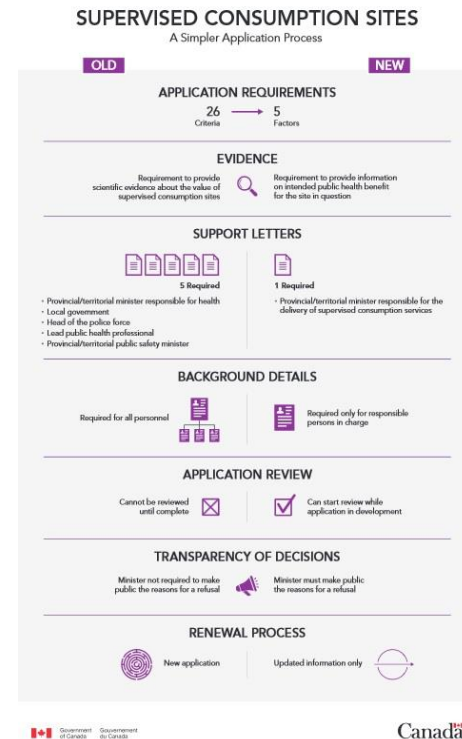 SUPERVISED CONSUMPTION SITES
A Simpler Application Process
OLD
NEW
APPLICATION REQUIREMENTS
26
Criteria
5
Factors
EVIDENCE
Requirement to provide
scientific evidence about the value of
supervised consumption sites
Requirement to provide information
on intended public health benefit
for the site in question
SUPPORT LETTERS
5 Required
• Provincial/territorial minister responsible for health
• Local government
• Head of the police force
• Lead public health professional
• Provincial/territorial public safety minister
1 Required
• Provincial/territorial minister responsible for the
delivery of supervised consumption services
BACKGROUND DETAILS
Required for all personnel
Required only for responsible
persons in charge
APPLICATION REVIEW
Cannot be reviewed
until complete
Can start review while
application in development
TRANSPARENCY OF DECISIONS
Minister not required to make
public the reasons for a refusal
Minister must make public
the reasons for a refusal
RENEWAL PROCESS
New application
Updated information only
Government
of Canada
Gouvernement
du Canada
Canada